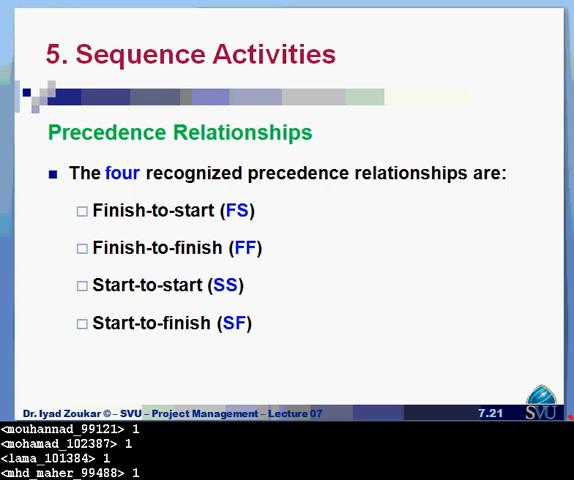 5. Sequence Activities
Precedence Relationships
The four recognized precedence relationships are:
Finish-to-start (FS)
Finish-to-finish (FF)
Start-to-start (SS)
Start-to-finish (SF)
Dr. Iyad Zoukar © – SVU – Project Management – Lecture 07
7.21
SVU
<mouhannad_99121> 1
<mohamad_102387> 1
<lama_101384> 1
<mhd_maher_99488> 1